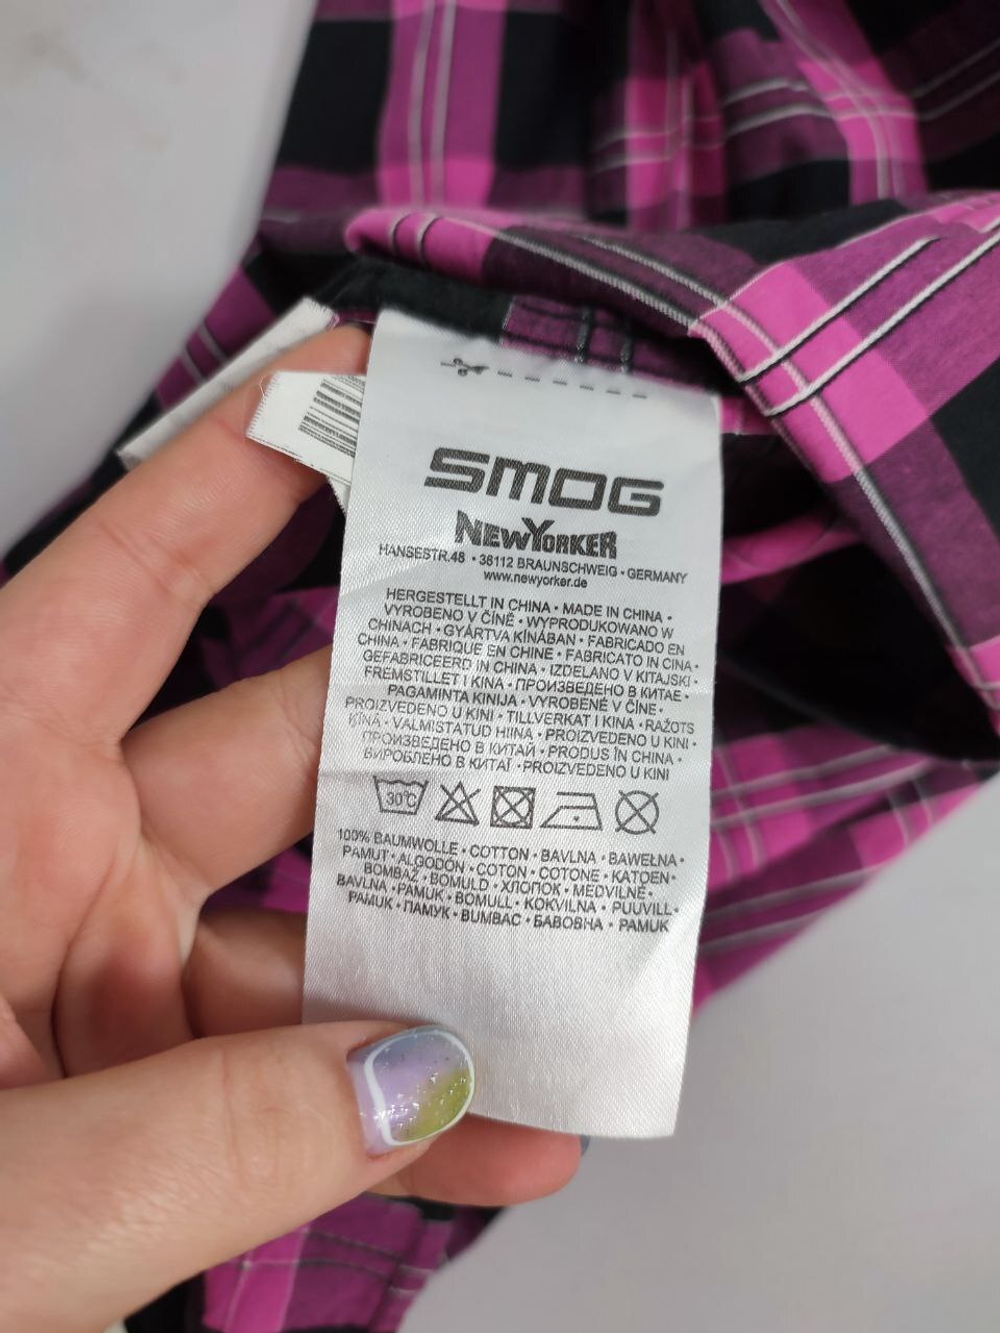 SMOG
NEWYORKER
HANSESTR.48 • 38112 BRAUNSCHWEIG • GERMANY
www.newyorker.de
HERGESTELLT IN CHINA • MADE IN CHINA •
VYROBENO V ČÍNĚ • WYPRODUKOWANO W
CHINACH • GYÁRTVA KÍNÁBAN • FABRICADO EN
CHINA • FABRIQUE EN CHINE • FABRICATO IN CINA •
GEFABRICEERD IN CHINA • IZDELANO V KITAJSKI •
FREMSTILLET I KINA • ПРОИЗВЕДЕНО В КИТАЕ •
PAGAMINTA KINIJA • VYROBENÉ V ČÍNE •
PROIZVEDENO U KINI • TILLVERKAT I KINA • RAŽOTS
ĶĪNĀ • VALMISTATUD HIINA • PROIZVEDENO U KINI •
ПРОИЗВЕДЕНО В КИТАЙ • PRODUS ÎN CHINA •
ВИРОБЛЕНО В КИТАЇ • PROIZVEDENO U KINI
30°C
100% BAUMWOLLE • COTTON • BAVLNA • BAWEŁNA •
PAMUT • ALGODÓN • COTON • COTONE • KATOEN •
BOMBAŽ • BOMULD • ХЛОПОК • MEDVILNĖ •
BAVLNA • PAMUK • BOMULL • KOKVILNA • PUUVILL •
PAMUK • ПАМУК • BUMBAC • БАВОВНА • PAMUK